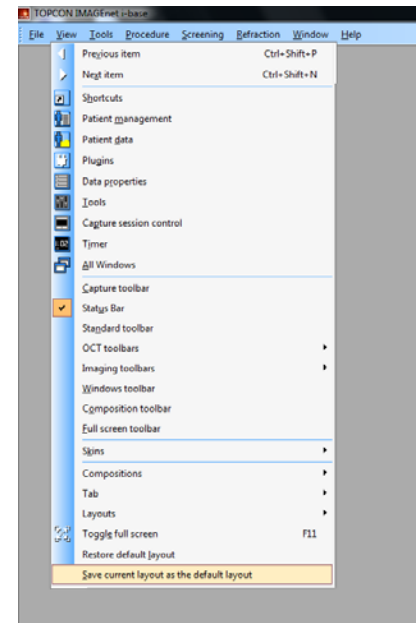 TOPCON IMAGEnet i-base
File View Tools Procedure Screening Refraction Window Help
Previous item Ctrl+Shift+P
Next item Ctrl+Shift+N
Shortcuts
Patient management
Patient data
Plugins
Data properties
Tools
Capture session control
Timer
All Windows
Capture toolbar
Status Bar
Standard toolbar
OCT toolbars
Imaging toolbars
Windows toolbar
Composition toolbar
Full screen toolbar
Skins
Compositions
Tab
Layouts
Toggle full screen F11
Restore default layout
Save current layout as the default layout